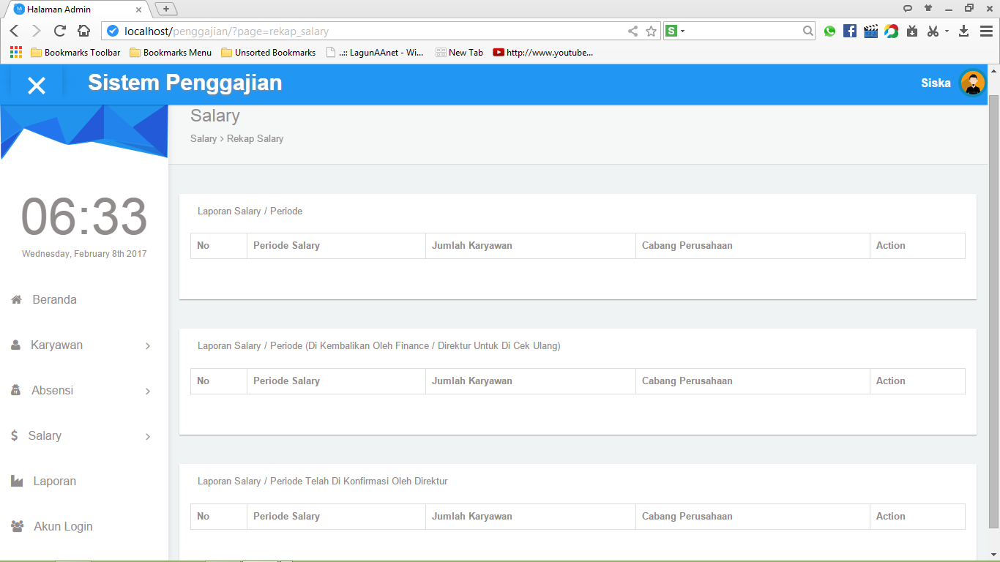 Halaman Admin
localhost/penggajian/?page=rekap_salary
S
Bookmarks Toolbar Bookmarks Menu Unsorted Bookmarks ..:: LagunAAnet - Wi... New Tab http://www.youtube...
Sistem Penggajian
Siska
Salary
Salary > Rekap Salary
06:33
Wednesday, February 8th 2017
Beranda
Karyawan
Absensi
Salary
Laporan
Akun Login
Laporan Salary / Periode
No Periode Salary Jumlah Karyawan Cabang Perusahaan Action
Laporan Salary / Periode (Di Kembalikan Oleh Finance / Direktur Untuk Di Cek Ulang)
No Periode Salary Jumlah Karyawan Cabang Perusahaan Action
Laporan Salary / Periode Telah Di Konfirmasi Oleh Direktur
No Periode Salary Jumlah Karyawan Cabang Perusahaan Action